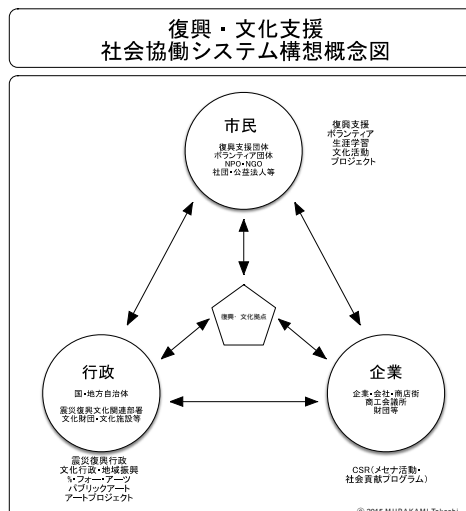 復興・文化支援
社会協働システム構想概念図
市民
復興支援団体
ボランティア団体
NPO・NGO
社団・公益法人等
復興支援
ボランティア
生涯学習
文化活動
プロジェクト
復興・文化拠点
行政
国・地方自治体
震災復興文化関連部署
文化財団・文化施設等
企業
企業・会社・商店街
商工会議所
財団等
震災復興行政
文化行政・地域振興
%・フォー・アーツ
パブリックアート
アートプロジェクト
CSR(メセナ活動・
社会貢献プログラム)
© 2015 MURAKAMI Takashi